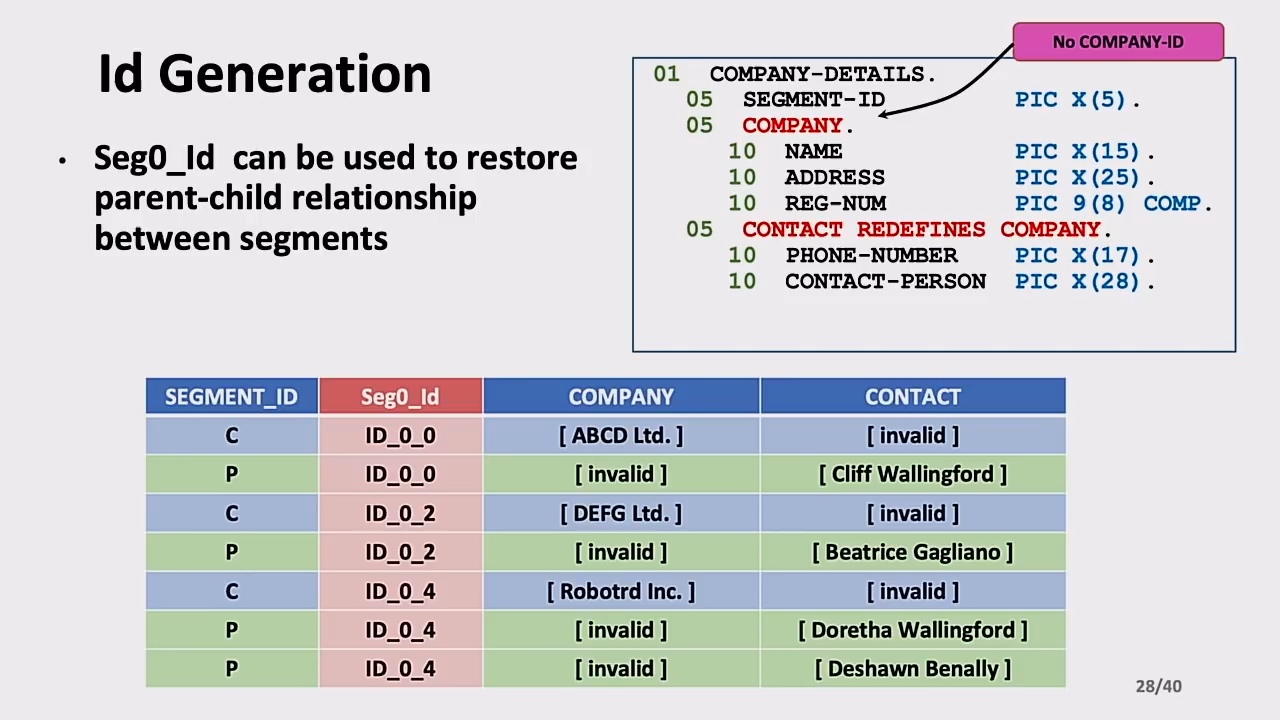 Id Generation
No COMPANY-ID
• Seg0_Id can be used to restore
parent-child relationship
between segments
01 COMPANY-DETAILS.
05 SEGMENT-ID PIC X(5).
05 COMPANY.
10 NAME PIC X(15).
10 ADDRESS PIC X(25).
10 REG-NUM PIC 9(8) COMP.
05 CONTACT REDEFINES COMPANY.
10 PHONE-NUMBER PIC X(17).
10 CONTACT-PERSON PIC X(28).
SEGMENT_ID Seg0_Id COMPANY CONTACT
C ID_0_0 [ ABCD Ltd. ] [ invalid ]
P ID_0_0 [ invalid ] [ Cliff Wallingford ]
C ID_0_2 [ DEFG Ltd. ] [ invalid ]
P ID_0_2 [ invalid ] [ Beatrice Gagliano ]
C ID_0_4 [ Robotrd Inc. ] [ invalid ]
P ID_0_4 [ invalid ] [ Doretha Wallingford ]
P ID_0_4 [ invalid ] [ Deshawn Benally ]
28/40